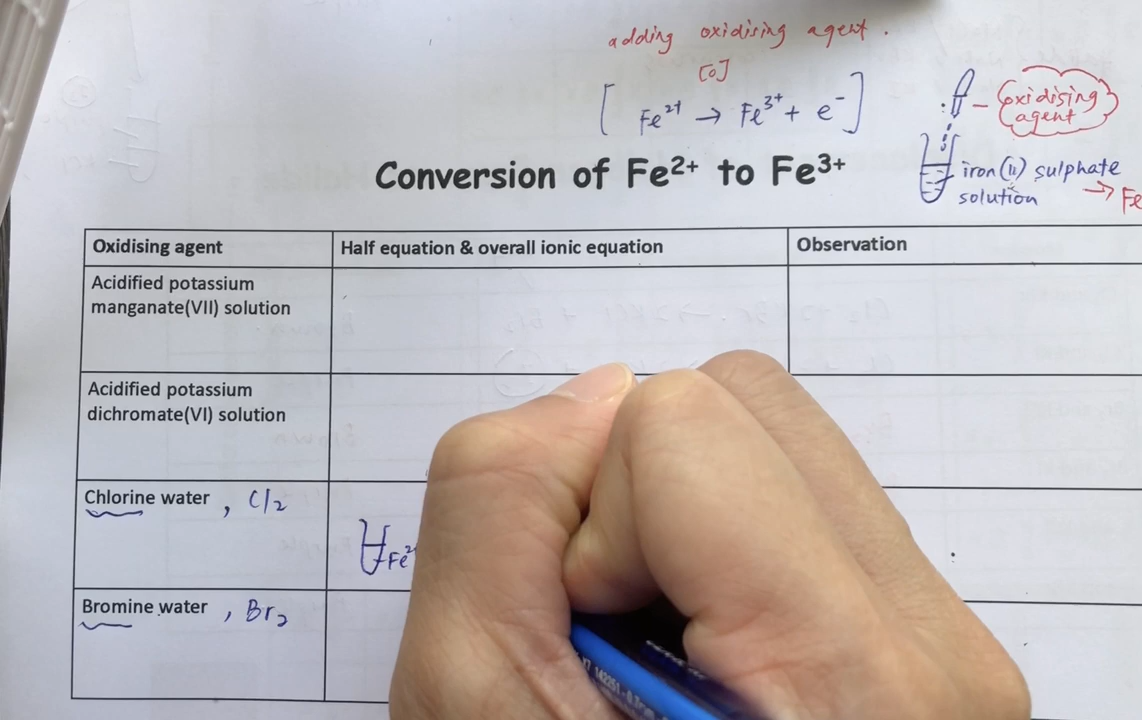 adding oxidising agent.
[O]
[ Fe²⁺ → Fe³⁺ + e⁻ ]
oxidising
agent
Conversion of Fe²⁺ to Fe³⁺
iron(II) sulphate
solution
→ Fe
Oxidising agent
Half equation & overall ionic equation
Observation
Acidified potassium
manganate(VII) solution
Acidified potassium
dichromate(VI) solution
Chlorine water , Cl₂
Fe²
Bromine water , Br₂